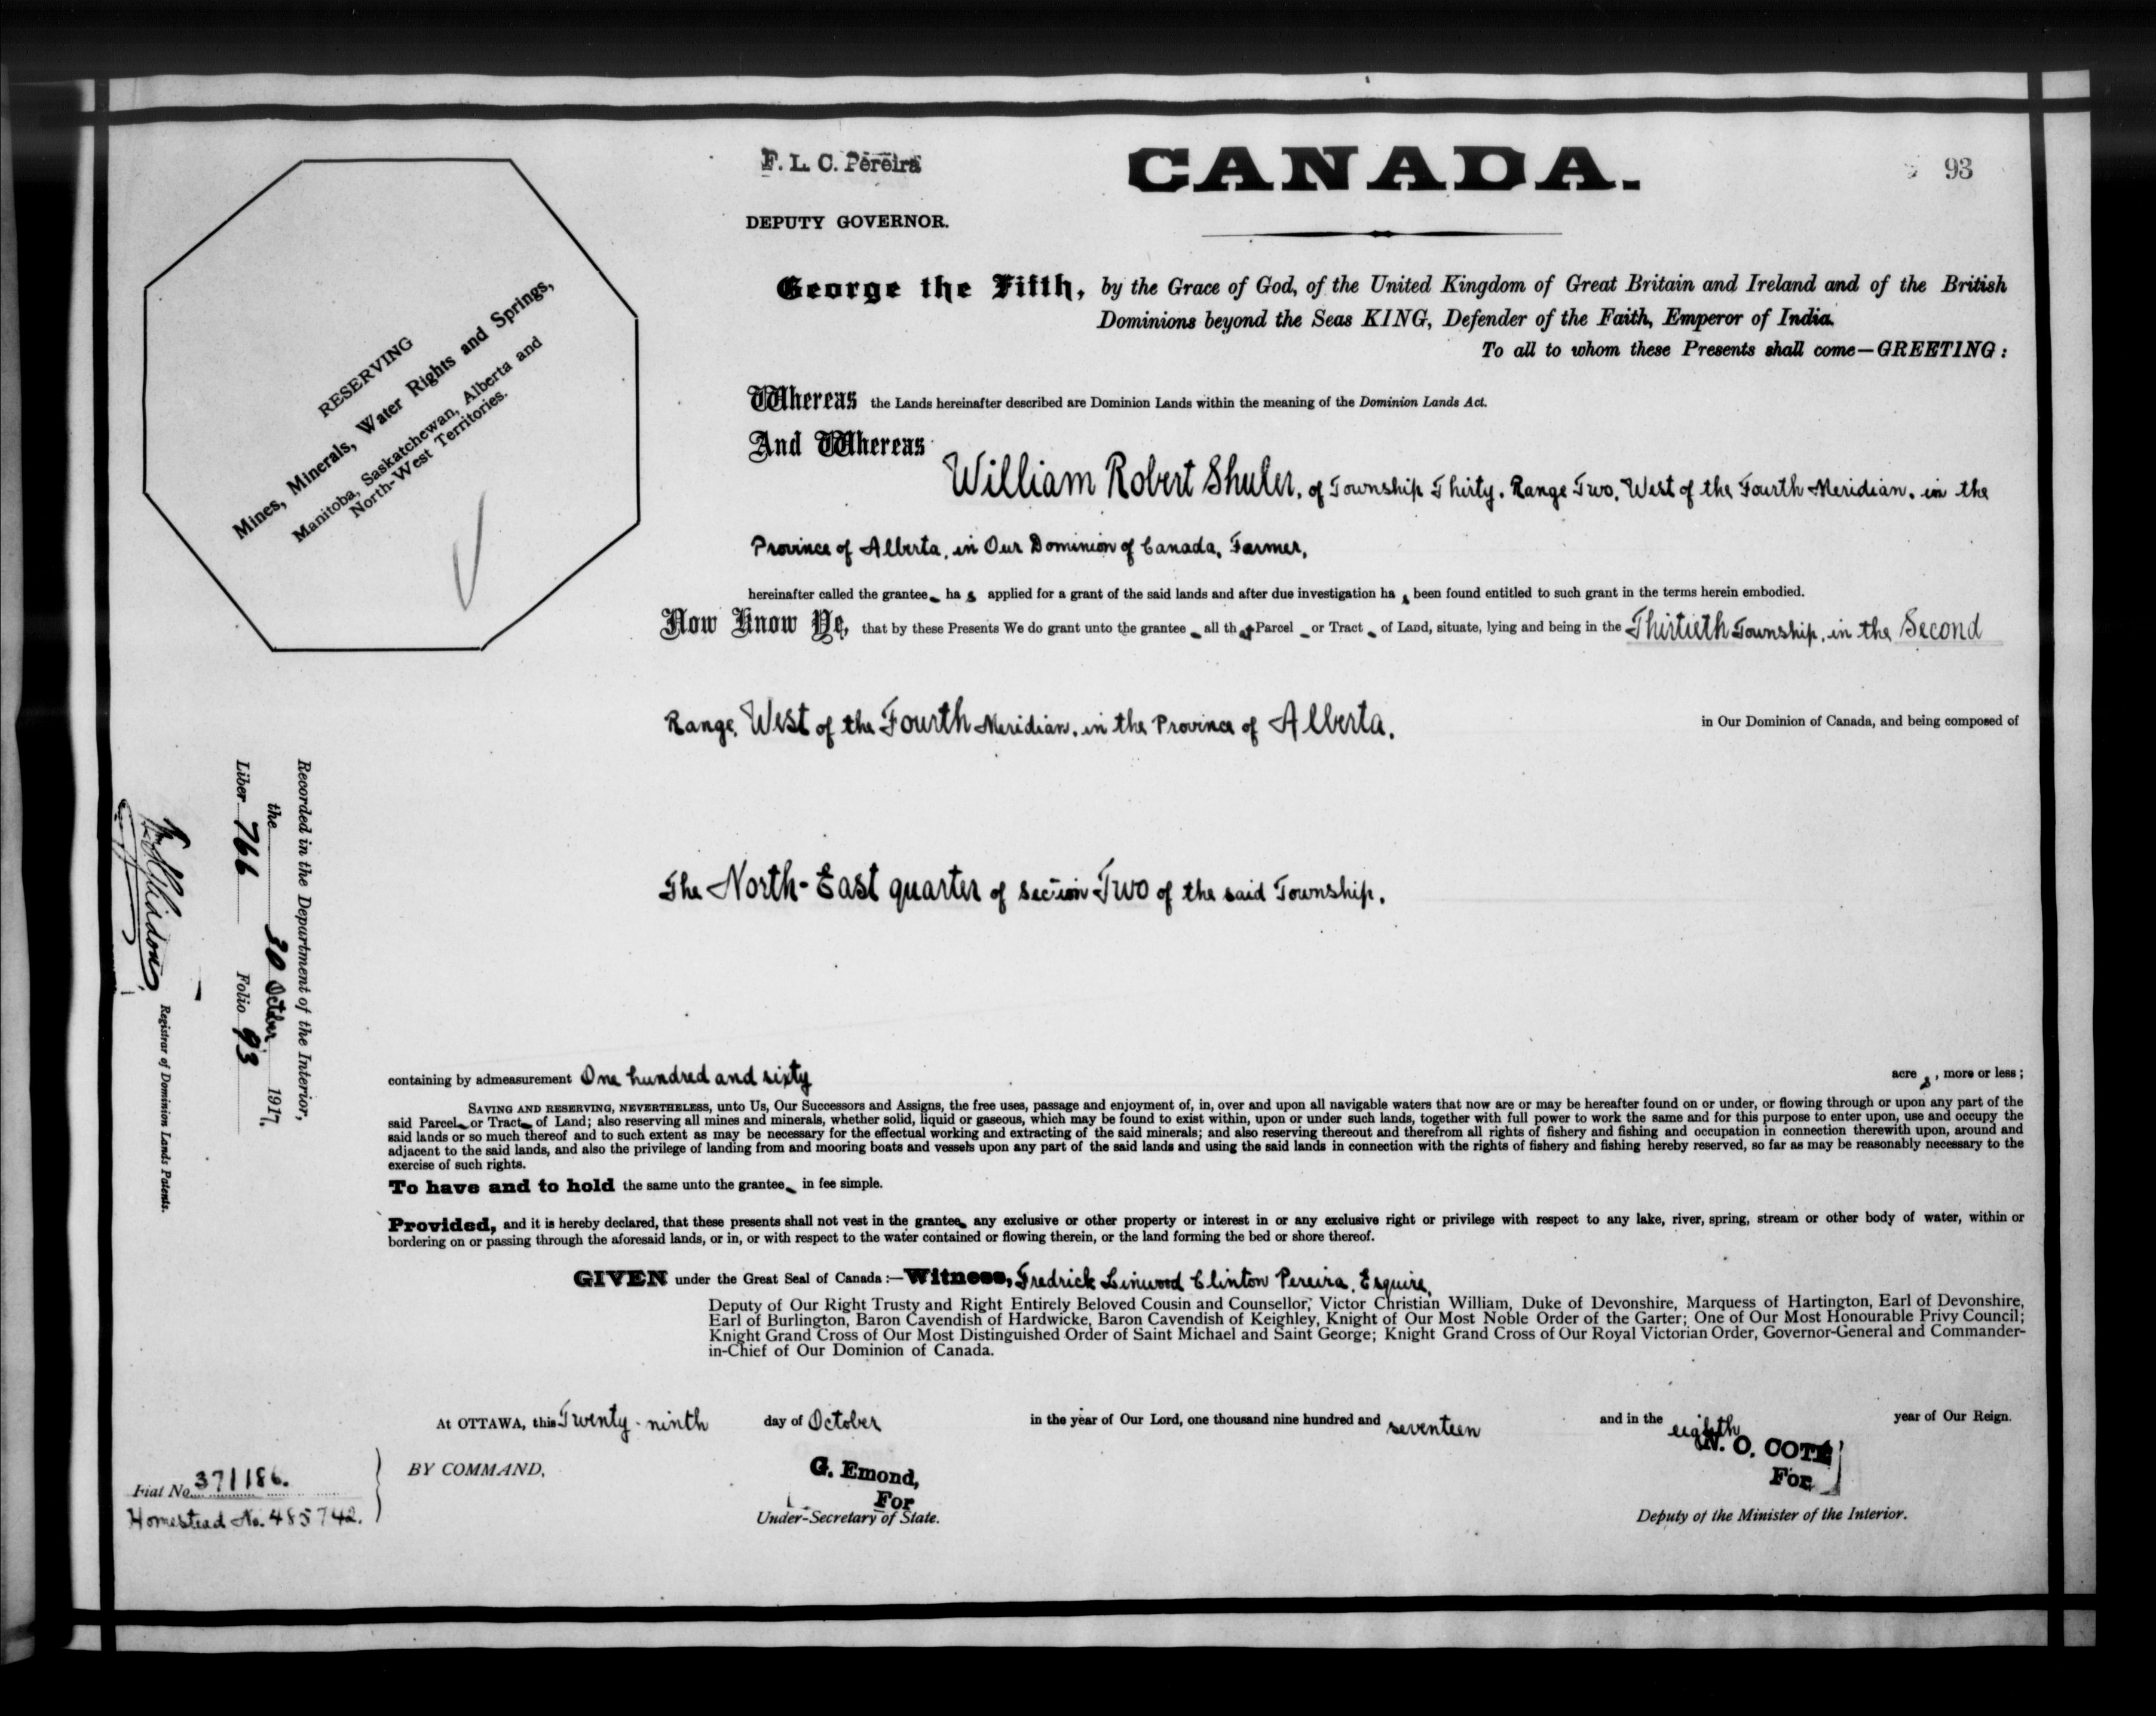 F. L. C. Pereira
DEPUTY GOVERNOR.
CANADA.
93
RESERVING
Mines, Minerals, Water Rights and Springs,
Manitoba, Saskatchewan, Alberta and
North-West Territories.
George the Fifth, by the Grace of God, of the United Kingdom of Great Britain and Ireland and of the British
Dominions beyond the Seas KING, Defender of the Faith, Emperor of India.
To all to whom these Presents shall come—GREETING:
Whereas the Lands hereinafter described are Dominion Lands within the meaning of the Dominion Lands Act.
And Whereas
William Robert Shuler, of Township Thirty, Range Two, West of the Fourth Meridian, in the
Province of Alberta, in Our Dominion of Canada, Farmer,
hereinafter called the grantee ha s applied for a grant of the said lands and after due investigation ha s been found entitled to such grant in the terms herein embodied.
Now Know Ye, that by these Presents We do grant unto the grantee all that Parcel or Tract of Land, situate, lying and being in the Thirtieth Township, in the Second
Range, West of the Fourth Meridian, in the Province of Alberta, in Our Dominion of Canada, and being composed of
The North-East quarter of section Two of the said Township.
Recorded in the Department of the Interior,
the 30 October 1917,
Liber 766 Folio 93
Registrar of Dominion Lands Patents.
containing by admeasurement One hundred and sixty acre s, more or less;
SAVING AND RESERVING, NEVERTHELESS, unto Us, Our Successors and Assigns, the free uses, passage and enjoyment of, in, over and upon all navigable waters that now are or may be hereafter found on or under, or flowing through or upon any part of the
said Parcel or Tract of Land; also reserving all mines and minerals, whether solid, liquid or gaseous, which may be found to exist within, upon or under such lands, together with full power to work the same and for this purpose to enter upon, use and occupy the
said lands or so much thereof and to such extent as may be necessary for the effectual working and extracting of the said minerals; and also reserving thereout and therefrom all rights of fishery and fishing and occupation in connection therewith upon, around and
adjacent to the said lands, and also the privilege of landing from and mooring boats and vessels upon any part of the said lands and using the said lands in connection with the rights of fishery and fishing hereby reserved, so far as may be reasonably necessary to the
exercise of such rights.
To have and to hold the same unto the grantee in fee simple.
Provided, and it is hereby declared, that these presents shall not vest in the grantee any exclusive or other property or interest in or any exclusive right or privilege with respect to any lake, river, spring, stream or other body of water, within or
bordering on or passing through the aforesaid lands, or in, or with respect to the water contained or flowing therein, or the land forming the bed or shore thereof.
GIVEN under the Great Seal of Canada:—Witness, Fredrick Linwood Clinton Pereira, Esquire,
Deputy of Our Right Trusty and Right Entirely Beloved Cousin and Counsellor, Victor Christian William, Duke of Devonshire, Marquess of Hartington, Earl of Devonshire,
Earl of Burlington, Baron Cavendish of Hardwicke, Baron Cavendish of Keighley, Knight of Our Most Noble Order of the Garter; One of Our Most Honourable Privy Council;
Knight Grand Cross of Our Most Distinguished Order of Saint Michael and Saint George; Knight Grand Cross of Our Royal Victorian Order, Governor-General and Commander-
in-Chief of Our Dominion of Canada.
At OTTAWA, this Twenty-ninth day of October in the year of Our Lord, one thousand nine hundred and seventeen and in the eighth year of Our Reign.
BY COMMAND,
G. Emond,
For
Under-Secretary of State.
N. O. COTÉ
For
Deputy of the Minister of the Interior.
Fiat No. 371186.
Homestead No. 485742.